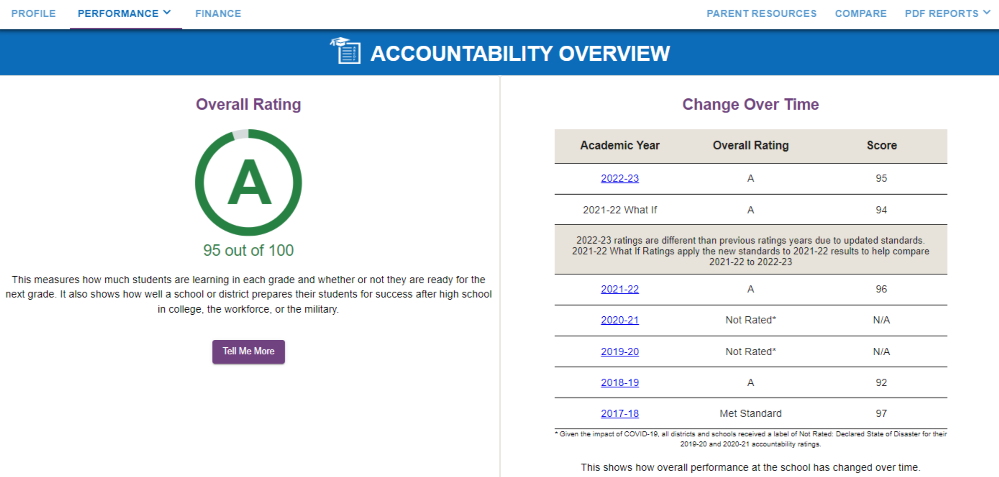 PROFILE PERFORMANCE FINANCE PARENT RESOURCES COMPARE PDF REPORTS
ACCOUNTABILITY OVERVIEW
Overall Rating
A
95 out of 100
This measures how much students are learning in each grade and whether or not they are ready for the
next grade. It also shows how well a school or district prepares their students for success after high school
in college, the workforce, or the military.
Tell Me More
Change Over Time
Academic Year Overall Rating Score
2022-23 A 95
2021-22 What If A 94
2022-23 ratings are different than previous ratings years due to updated standards.
2021-22 What If Ratings apply the new standards to 2021-22 results to help compare
2021-22 to 2022-23
2021-22 A 96
2020-21 Not Rated* N/A
2019-20 Not Rated* N/A
2018-19 A 92
2017-18 Met Standard 97
* Given the impact of COVID-19, all districts and schools received a label of Not Rated: Declared State of Disaster for their
2019-20 and 2020-21 accountability ratings.
This shows how overall performance at the school has changed over time.